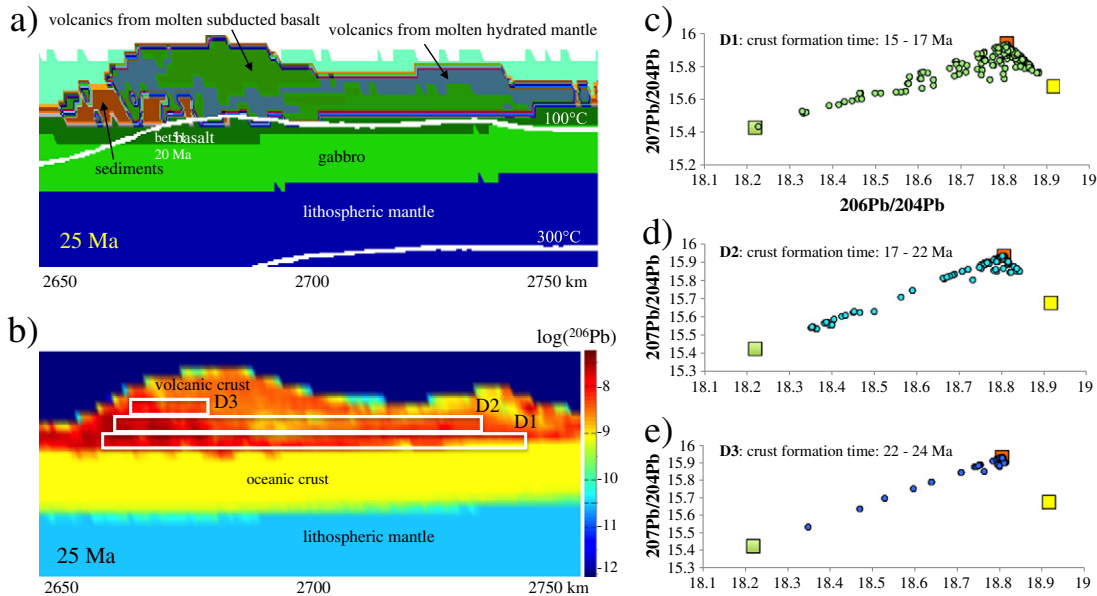 a)
volcanics from molten subducted basalt
volcanics from molten hydrated mantle
100°C
basalt
20 Ma
sediments
gabbro
lithospheric mantle
25 Ma
300°C
2650
2700
2750 km
b)
log(²⁰⁶Pb)
volcanic crust
D3
D2
D1
oceanic crust
lithospheric mantle
25 Ma
-8
-9
-10
-11
-12
2650
2700
2750 km
c)
D1: crust formation time: 15 - 17 Ma
207Pb/204Pb
16
15.8
15.6
15.4
15.2
18.1 18.2 18.3 18.4 18.5 18.6 18.7 18.8 18.9 19
206Pb/204Pb
d)
D2: crust formation time: 17 - 22 Ma
207Pb/204Pb
16
15.9
15.8
15.7
15.6
15.5
15.4
15.3
18.1 18.2 18.3 18.4 18.5 18.6 18.7 18.8 18.9 19
e)
D3: crust formation time: 22 - 24 Ma
207Pb/204Pb
16
15.9
15.8
15.7
15.6
15.5
15.4
15.3
18.1 18.2 18.3 18.4 18.5 18.6 18.7 18.8 18.9 19